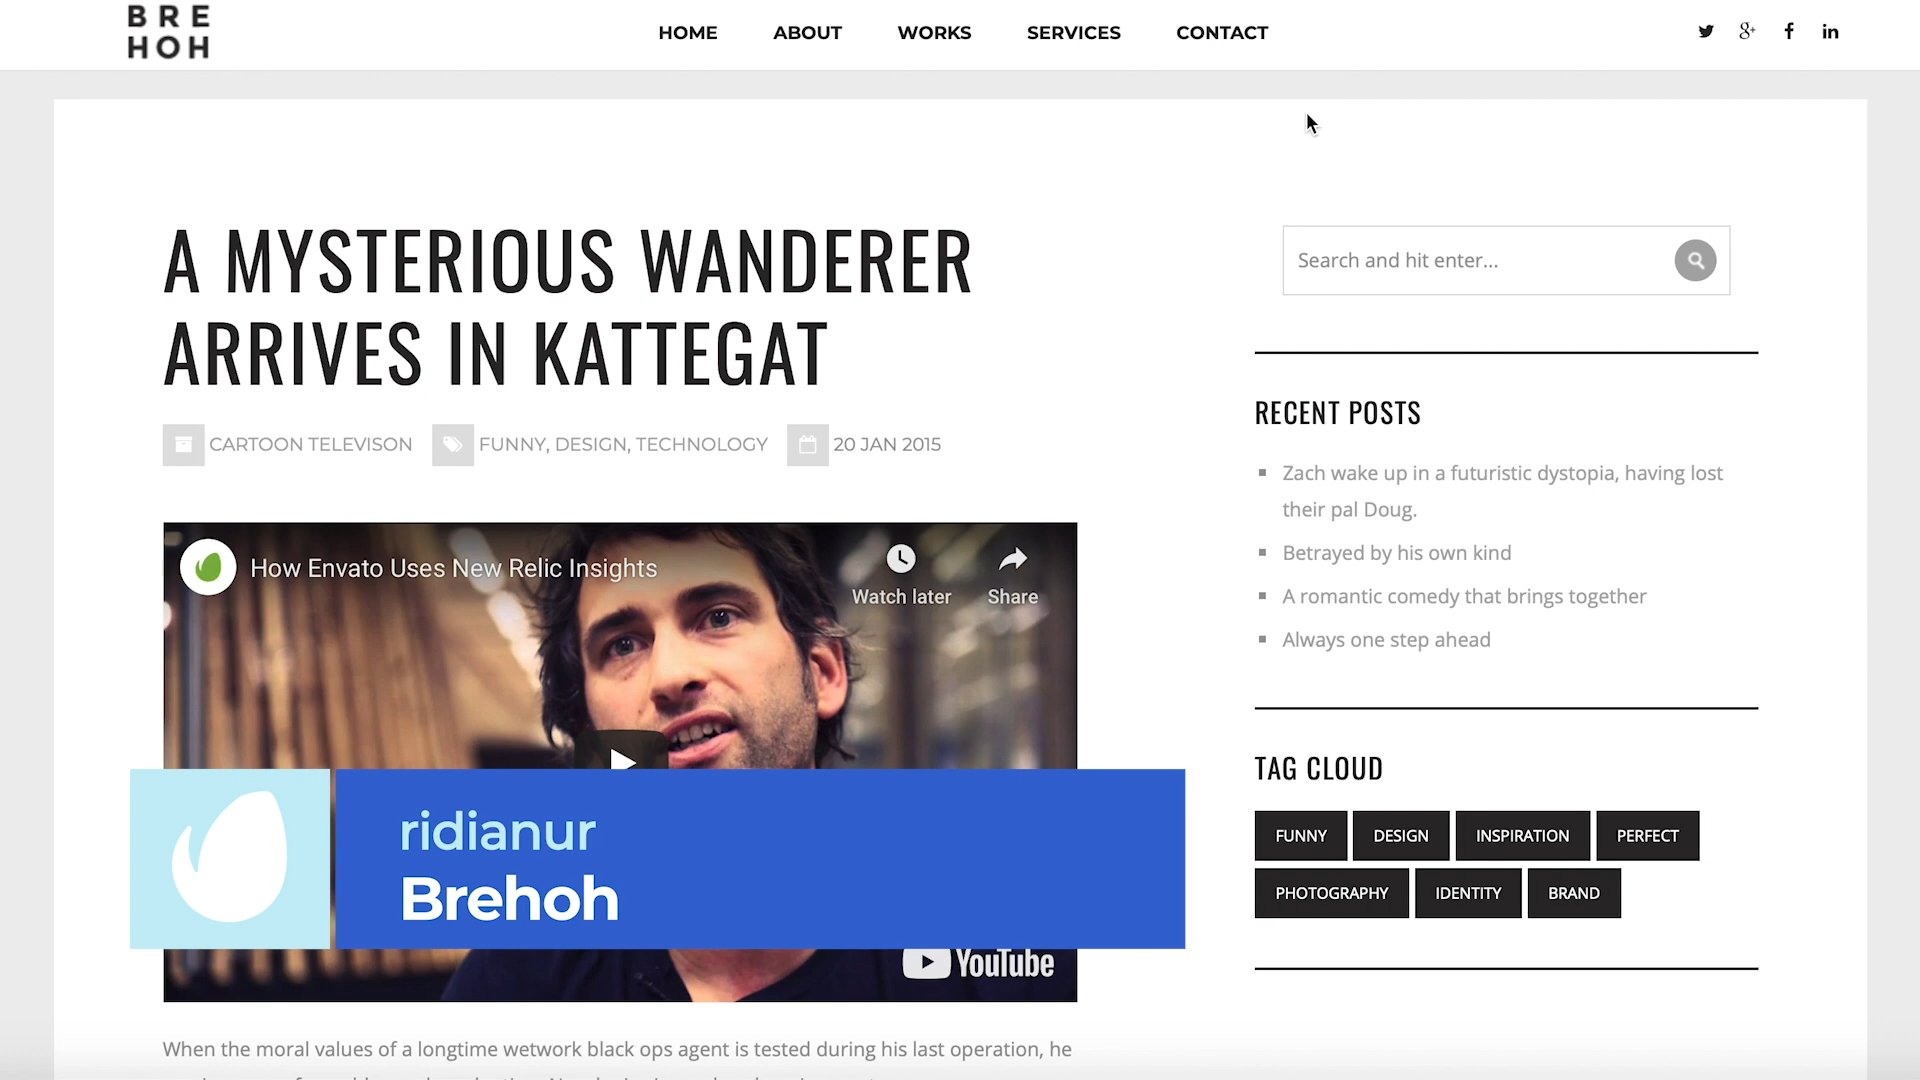 BRE
HOH
HOME ABOUT WORKS SERVICES CONTACT
A MYSTERIOUS WANDERER
ARRIVES IN KATTEGAT
CARTOON TELEVISON FUNNY, DESIGN, TECHNOLOGY 20 JAN 2015
How Envato Uses New Relic Insights
Watch later Share
ridianur
Brehoh
YouTube
When the moral values of a longtime wetwork black ops agent is tested during his last operation, he
Search and hit enter...
RECENT POSTS
Zach wake up in a futuristic dystopia, having lost
their pal Doug.
Betrayed by his own kind
A romantic comedy that brings together
Always one step ahead
TAG CLOUD
FUNNY DESIGN INSPIRATION PERFECT
PHOTOGRAPHY IDENTITY BRAND